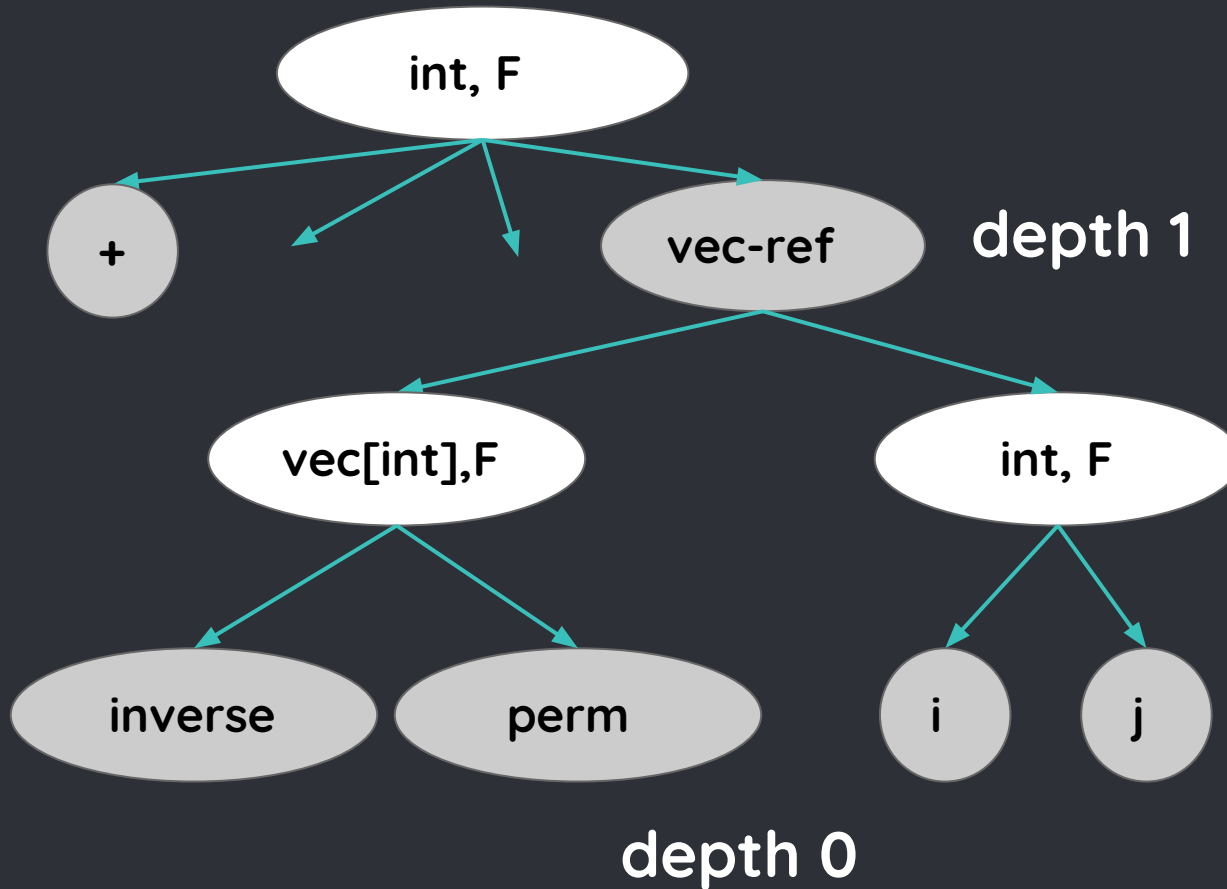 int, F
+
vec-ref
depth 1
vec[int],F
int, F
inverse
perm
i
j
depth 0